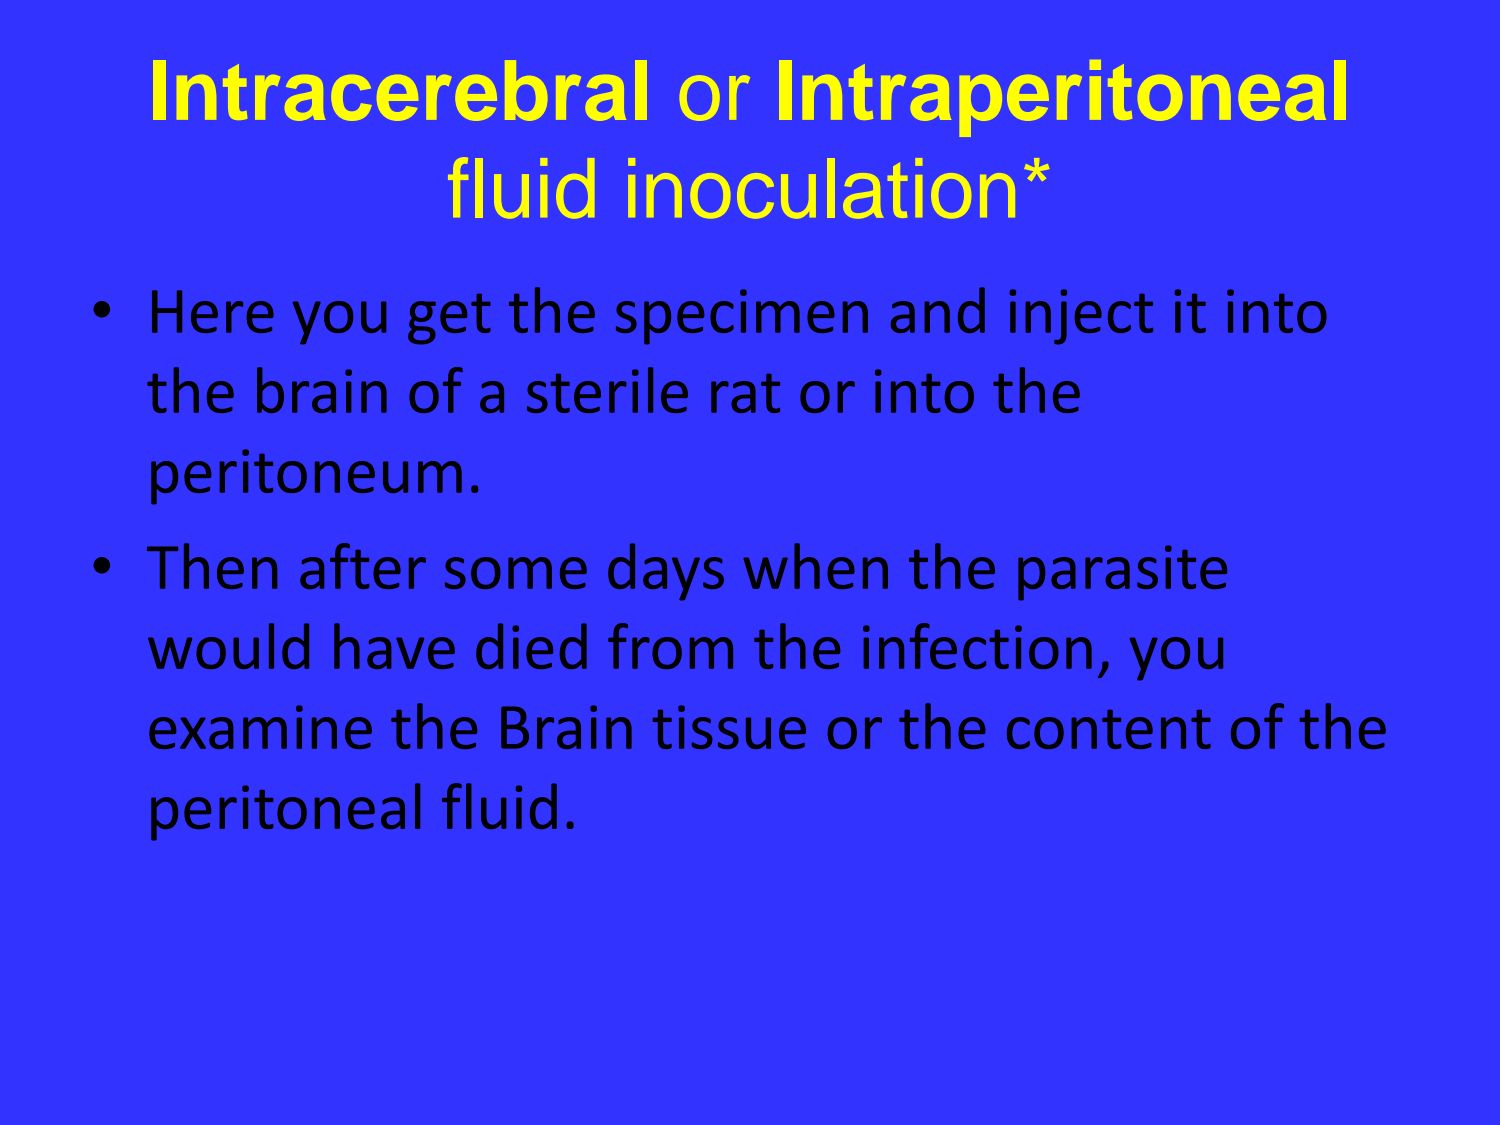 Intracerebral or Intraperitoneal
fluid inoculation*
• Here you get the specimen and inject it into
the brain of a sterile rat or into the
peritoneum.
• Then after some days when the parasite
would have died from the infection, you
examine the Brain tissue or the content of the
peritoneal fluid.